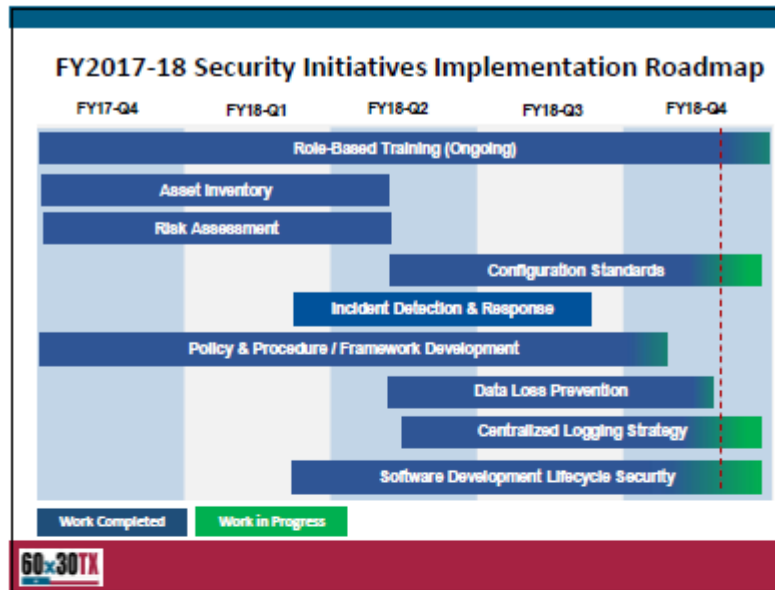 FY2017-18 Security Initiatives Implementation Roadmap
FY17-Q4 FY18-Q1 FY18-Q2 FY18-Q3 FY18-Q4
Role-Based Training (Ongoing)
Asset Inventory
Risk Assessment
Configuration Standards
Incident Detection & Response
Policy & Procedure / Framework Development
Data Loss Prevention
Centralized Logging Strategy
Software Development Lifecycle Security
Work Completed Work in Progress
60x30TX